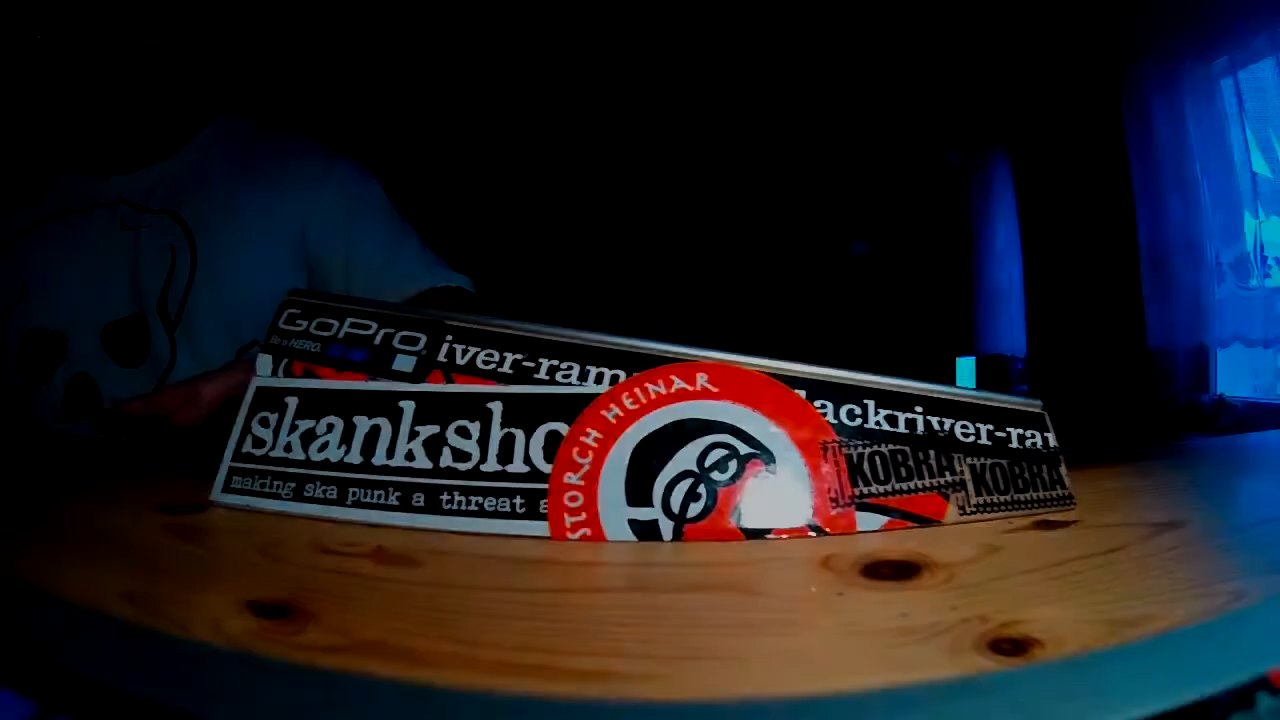 GoPro
Be a HERO.
iver-ram
lackriver-ra
skanksho
making ska punk a threat a
STORCH HEINAR
KOBRA KOBRA